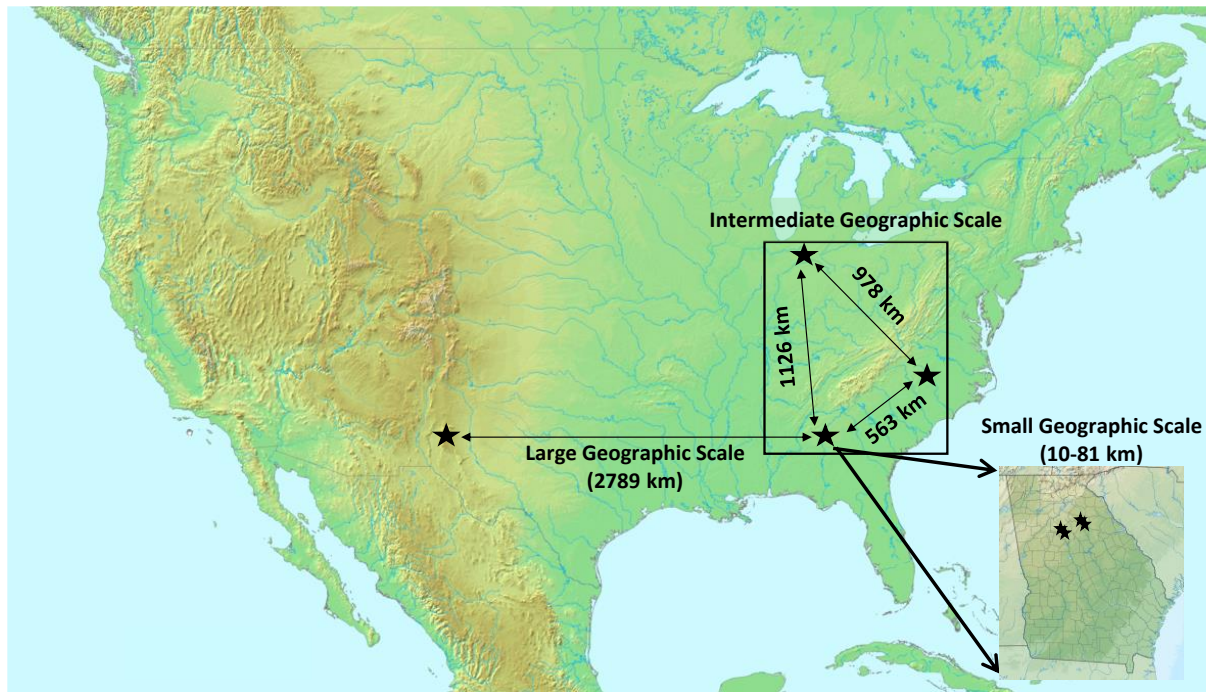 Intermediate Geographic Scale
978 km
1126 km
563 km
Large Geographic Scale
(2789 km)
Small Geographic Scale
(10-81 km)